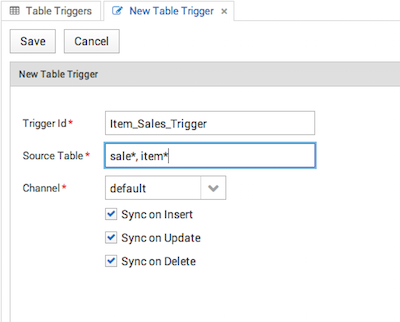 Table Triggers New Table Trigger ×
Save Cancel
New Table Trigger
Trigger Id * Item_Sales_Trigger
Source Table * sale*, item*
Channel * default
Sync on Insert
Sync on Update
Sync on Delete